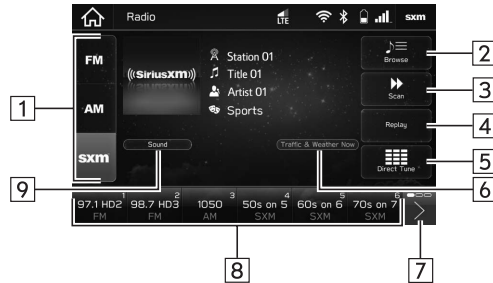 Radio
LTE
sxm
1
FM
AM
sxm
((SiriusXM))
Station 01
Title 01
Artist 01
Sports
Browse
2
Scan
3
Replay
4
Direct Tune
5
Sound
Traffic & Weather Now
9
6
1 2 3 4 5 6
97.1 HD2 98.7 HD3 1050 50s on 5 60s on 6 70s on 7
FM FM AM SXM SXM SXM
8
7